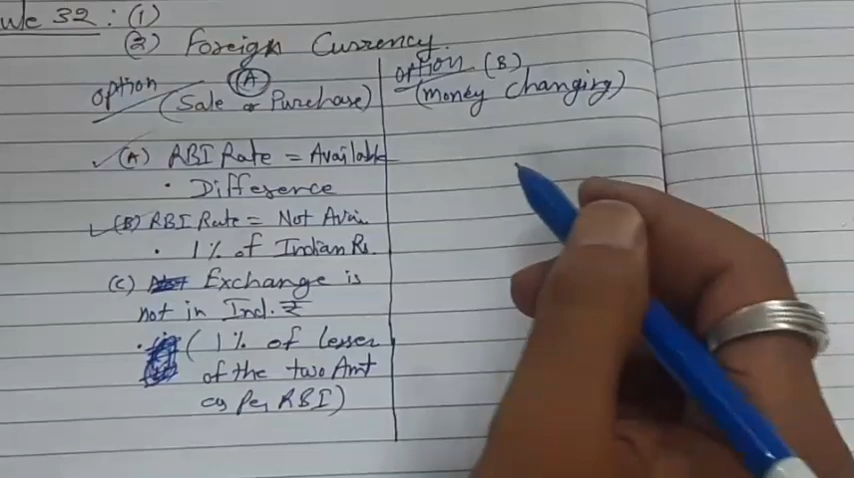 ule 32 : (1)
(2) Foreign Currency.
option (A)
(Sale or Purchase)
(A) RBI Rate = Available
• Difference
(B) RBI Rate = Not Avai
• 1% of Indian Rs.
(C) Exchange is
not in Ind. ₹
• (1% of lesser
of the two Amt
as per RBI)
option (B)
(money changing)